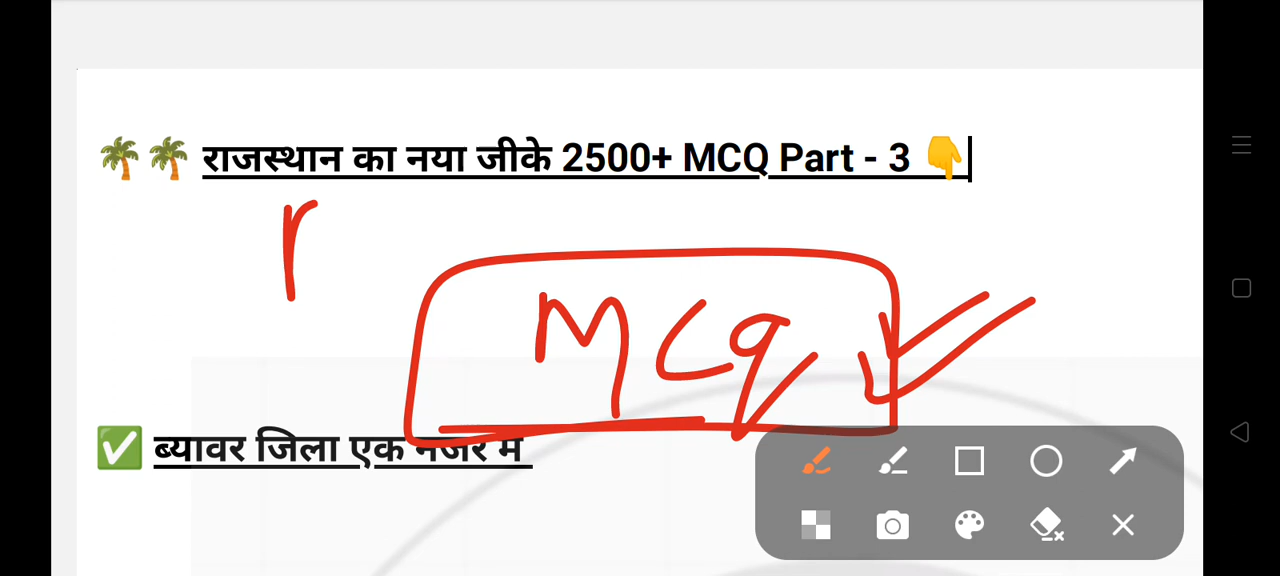 🌴🌴 राजस्थान का नया जीके 2500+ MCQ Part - 3 👇
r
MCq
✅ ब्यावर जिला एक नजर में